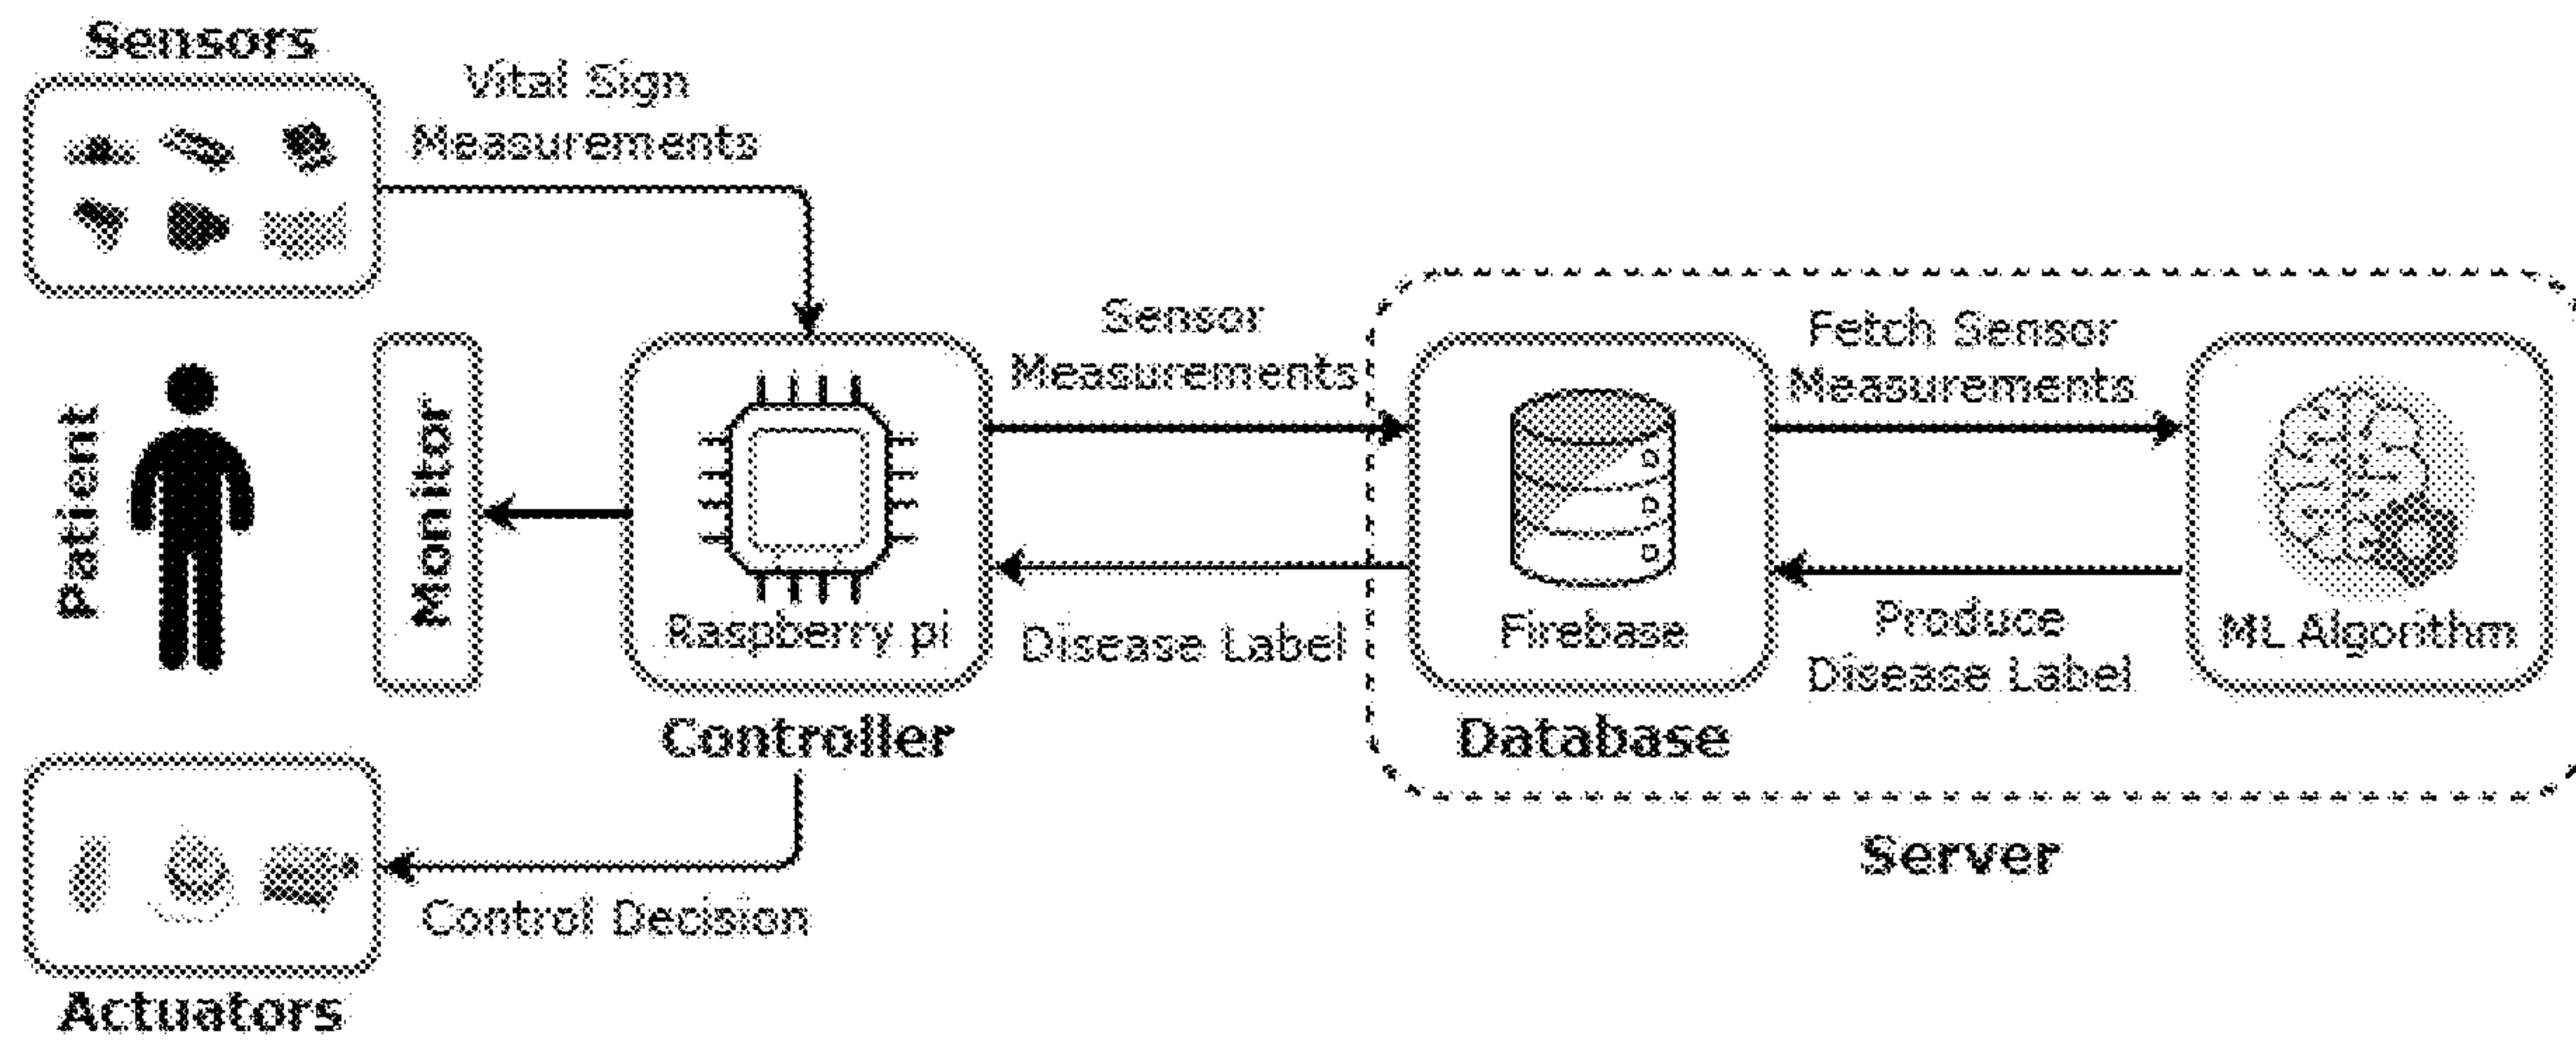 Sensors
Vital Sign
Measurements
Patient
Monitor
Raspberry pi
Controller
Sensor
Measurements
Disease Label
Firebase
Database
Fetch Sensor
Measurements
Produce
Disease Label
ML Algorithm
Server
Control Decision
Actuators